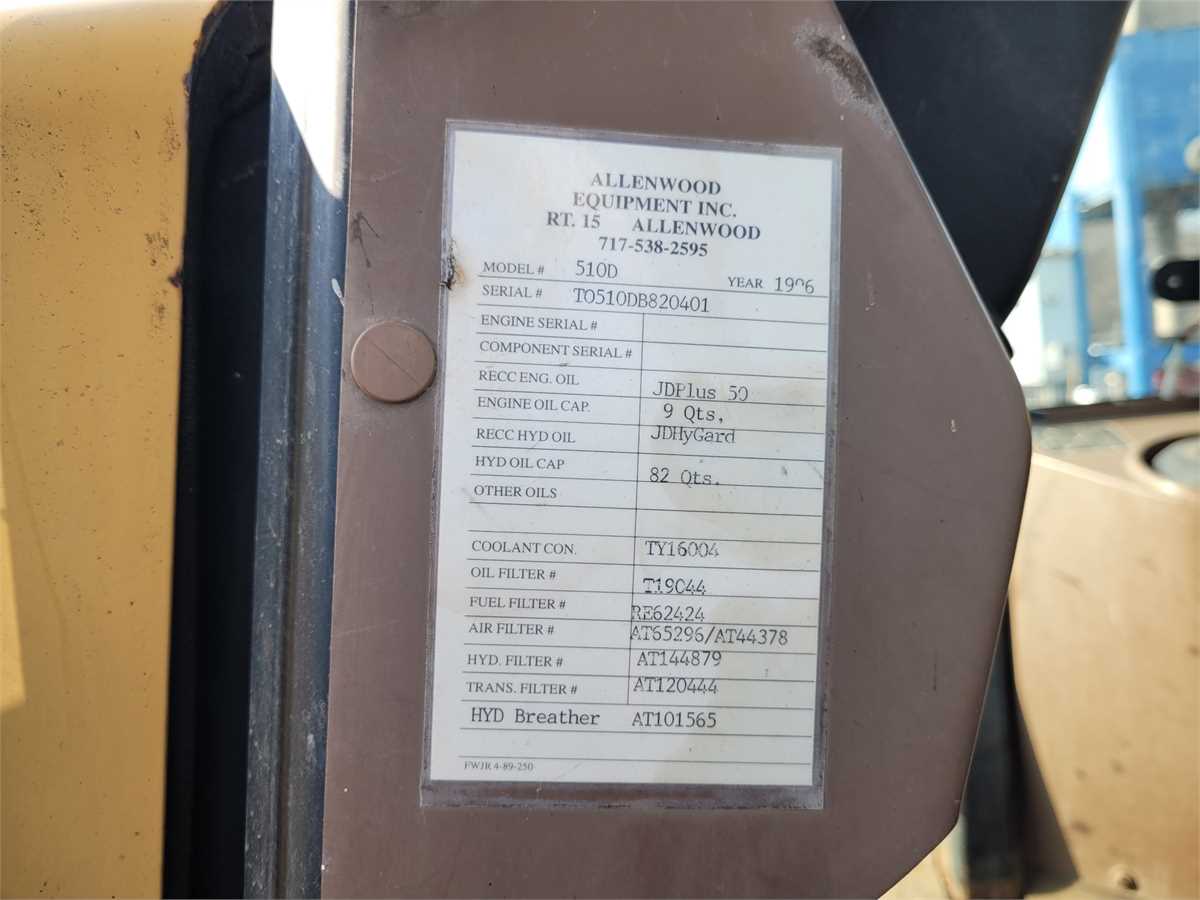 ALLENWOOD
EQUIPMENT INC.
RT. 15 ALLENWOOD
717-538-2595
MODEL # 510D YEAR 1996
SERIAL # TO510DB820401
ENGINE SERIAL #
COMPONENT SERIAL #
RECC ENG. OIL JDPlus 50
ENGINE OIL CAP. 9 Qts,
RECC HYD OIL JDHyGard
HYD OIL CAP 82 Qts.
OTHER OILS
COOLANT CON. TY16004
OIL FILTER # T19044
FUEL FILTER # RE62424
AIR FILTER # AT65296/AT44378
HYD. FILTER # AT144879
TRANS. FILTER # AT120444
HYD Breather AT101565
FWJR 4-89-250